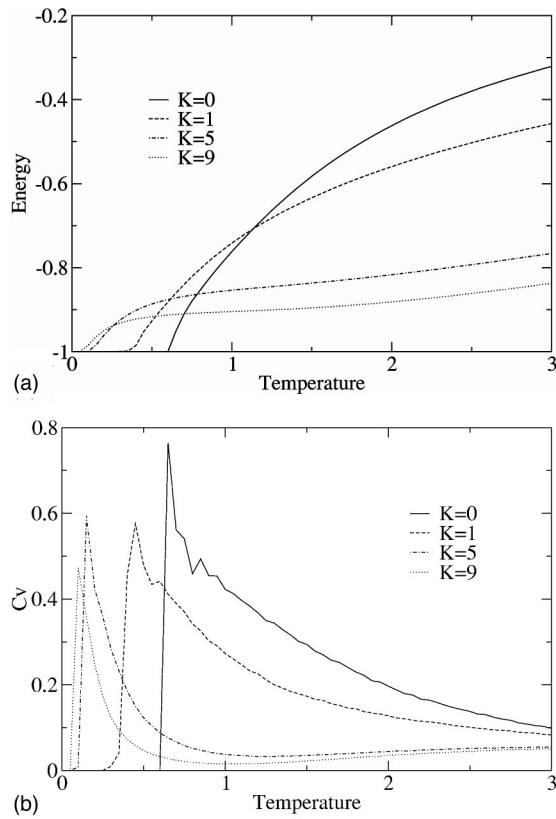 -0.2
-0.4
-0.6
-0.8
-1
Energy
K=0
K=1
K=5
K=9
0
1
2
3
Temperature
(a)
0.8
0.6
0.4
0.2
0
Cv
K=0
K=1
K=5
K=9
0
1
2
3
Temperature
(b)